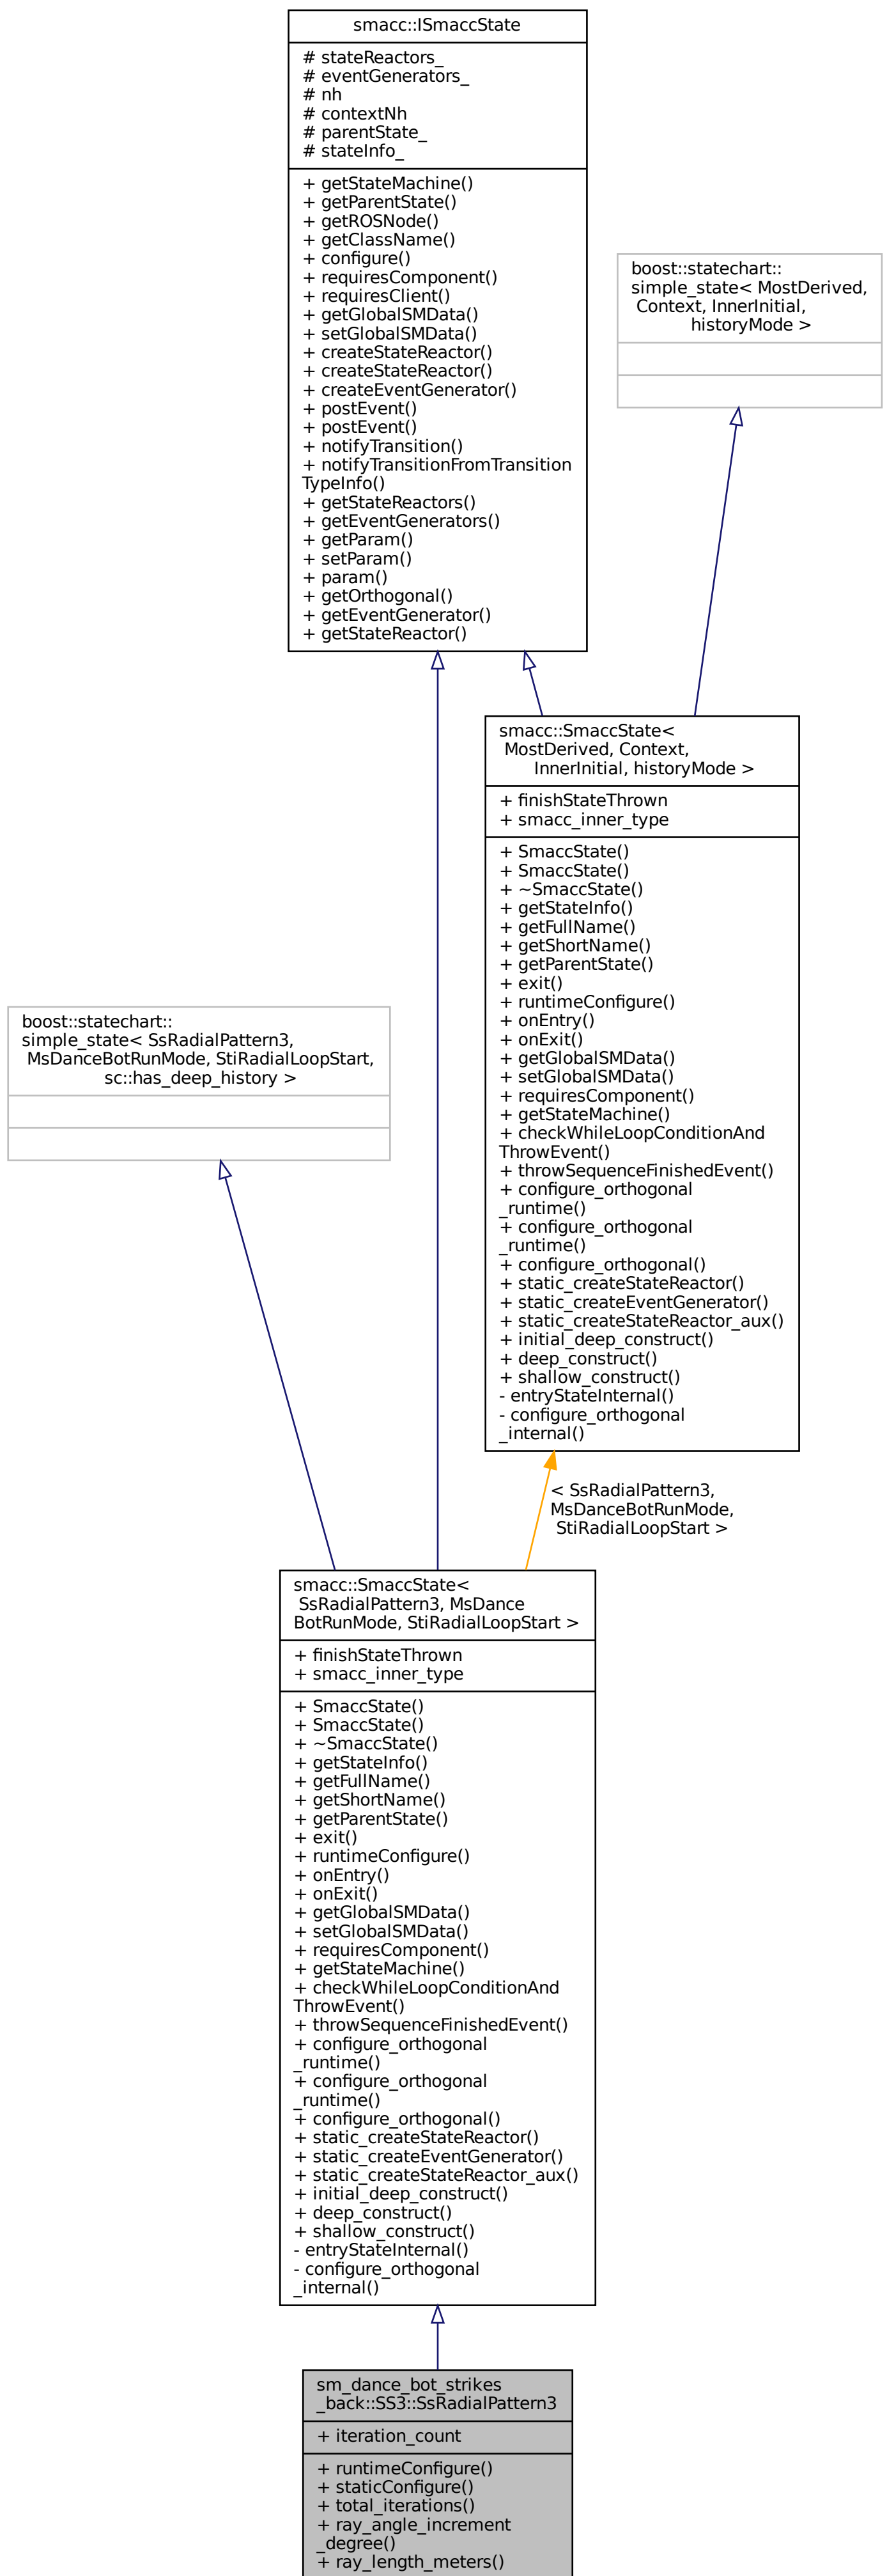 smacc::ISmaccState
# stateReactors_
# eventGenerators_
# nh
# contextNh
# parentState_
# stateInfo_
+ getStateMachine()
+ getParentState()
+ getROSNode()
+ getClassName()
+ configure()
+ requiresComponent()
+ requiresClient()
+ getGlobalSMData()
+ setGlobalSMData()
+ createStateReactor()
+ createStateReactor()
+ createEventGenerator()
+ postEvent()
+ postEvent()
+ notifyTransition()
+ notifyTransitionFromTransition
TypeInfo()
+ getStateReactors()
+ getEventGenerators()
+ getParam()
+ setParam()
+ param()
+ getOrthogonal()
+ getEventGenerator()
+ getStateReactor()
boost::statechart::
simple_state< MostDerived,
Context, InnerInitial,
historyMode >
smacc::SmaccState<
MostDerived, Context,
InnerInitial, historyMode >
+ finishStateThrown
+ smacc_inner_type
+ SmaccState()
+ SmaccState()
+ ~SmaccState()
+ getStateInfo()
+ getFullName()
+ getShortName()
+ getParentState()
+ exit()
+ runtimeConfigure()
+ onEntry()
+ onExit()
+ getGlobalSMData()
+ setGlobalSMData()
+ requiresComponent()
+ getStateMachine()
+ checkWhileLoopConditionAnd
ThrowEvent()
+ throwSequenceFinishedEvent()
+ configure_orthogonal
_runtime()
+ configure_orthogonal
_runtime()
+ configure_orthogonal()
+ static_createStateReactor()
+ static_createEventGenerator()
+ static_createStateReactor_aux()
+ initial_deep_construct()
+ deep_construct()
+ shallow_construct()
- entryStateInternal()
- configure_orthogonal
_internal()
boost::statechart::
simple_state< SsRadialPattern3,
MsDanceBotRunMode, StiRadialLoopStart,
sc::has_deep_history >
< SsRadialPattern3,
MsDanceBotRunMode,
StiRadialLoopStart >
smacc::SmaccState<
SsRadialPattern3, MsDance
BotRunMode, StiRadialLoopStart >
+ finishStateThrown
+ smacc_inner_type
+ SmaccState()
+ SmaccState()
+ ~SmaccState()
+ getStateInfo()
+ getFullName()
+ getShortName()
+ getParentState()
+ exit()
+ runtimeConfigure()
+ onEntry()
+ onExit()
+ getGlobalSMData()
+ setGlobalSMData()
+ requiresComponent()
+ getStateMachine()
+ checkWhileLoopConditionAnd
ThrowEvent()
+ throwSequenceFinishedEvent()
+ configure_orthogonal
_runtime()
+ configure_orthogonal
_runtime()
+ configure_orthogonal()
+ static_createStateReactor()
+ static_createEventGenerator()
+ static_createStateReactor_aux()
+ initial_deep_construct()
+ deep_construct()
+ shallow_construct()
- entryStateInternal()
- configure_orthogonal
_internal()
sm_dance_bot_strikes
_back::SS3::SsRadialPattern3
+ iteration_count
+ runtimeConfigure()
+ staticConfigure()
+ total_iterations()
+ ray_angle_increment
_degree()
+ ray_length_meters()